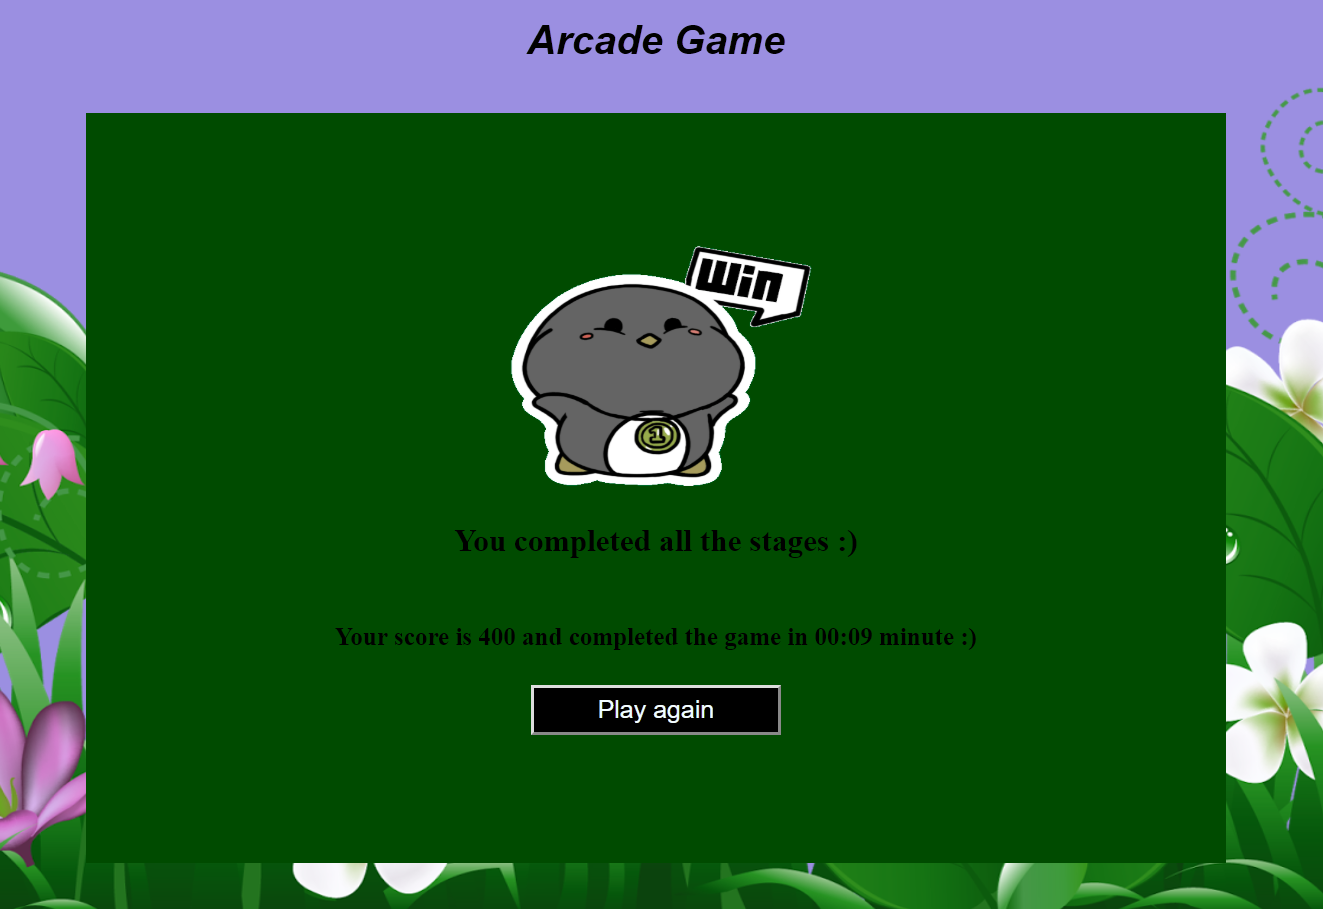 Arcade Game
Win
1
You completed all the stages :)
Your score is 400 and completed the game in 00:09 minute :)
Play again